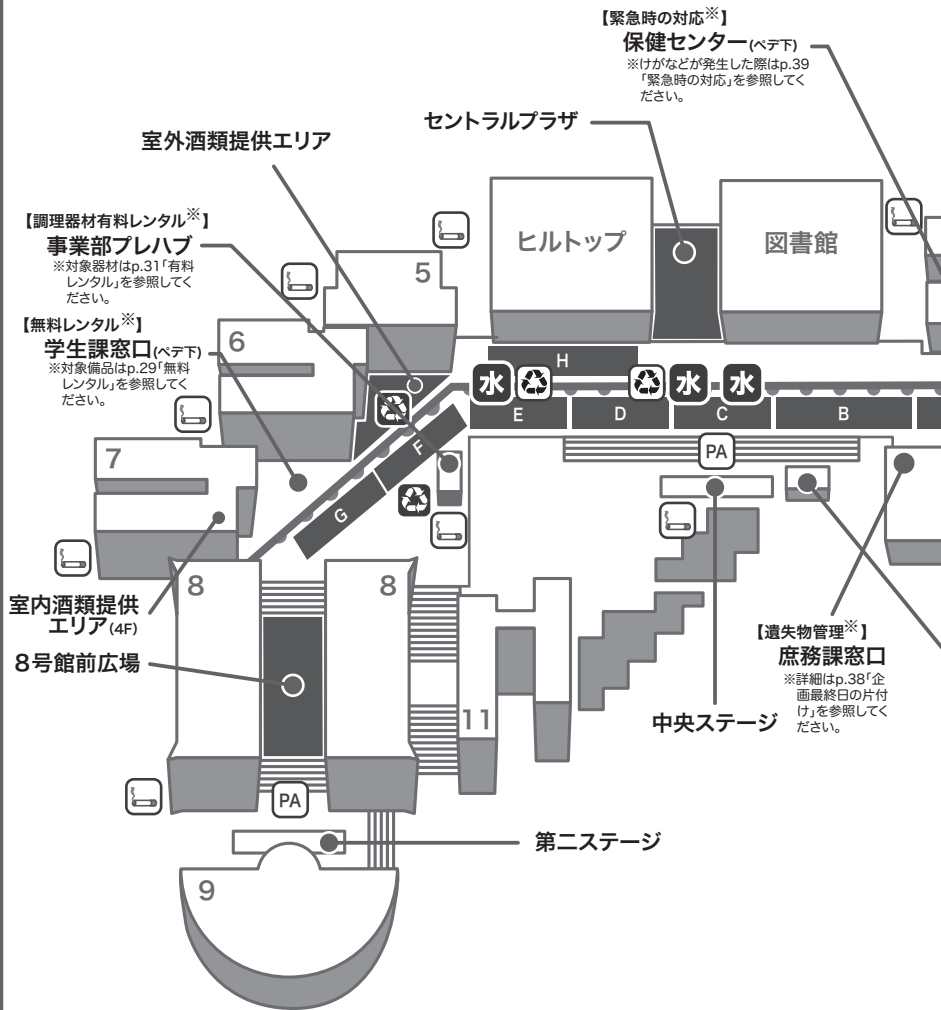 【緊急時の対応※】
保健センター(ペデ下)
※けがなどが発生した際はp.39
「緊急時の対応」を参照してく
ださい。
セントラルプラザ
室外酒類提供エリア
【調理器材有料レンタル※】
事業部プレハブ
※対象器材はp.31「有料
レンタル」を参照してく
ださい。
【無料レンタル※】
学生課窓口(ペデ下)
※対象備品はp.29「無料
レンタル」を参照してく
ださい。
ヒルトップ
図書館
5
6
7
H
水
水
水
E
D
C
B
F
G
PA
8
8
室内酒類提供
エリア(4F)
8号館前広場
11
【遺失物管理※】
庶務課窓口
※詳細はp.38「企
画最終日の片付
け」を参照してく
ださい。
中央ステージ
PA
第二ステージ
9